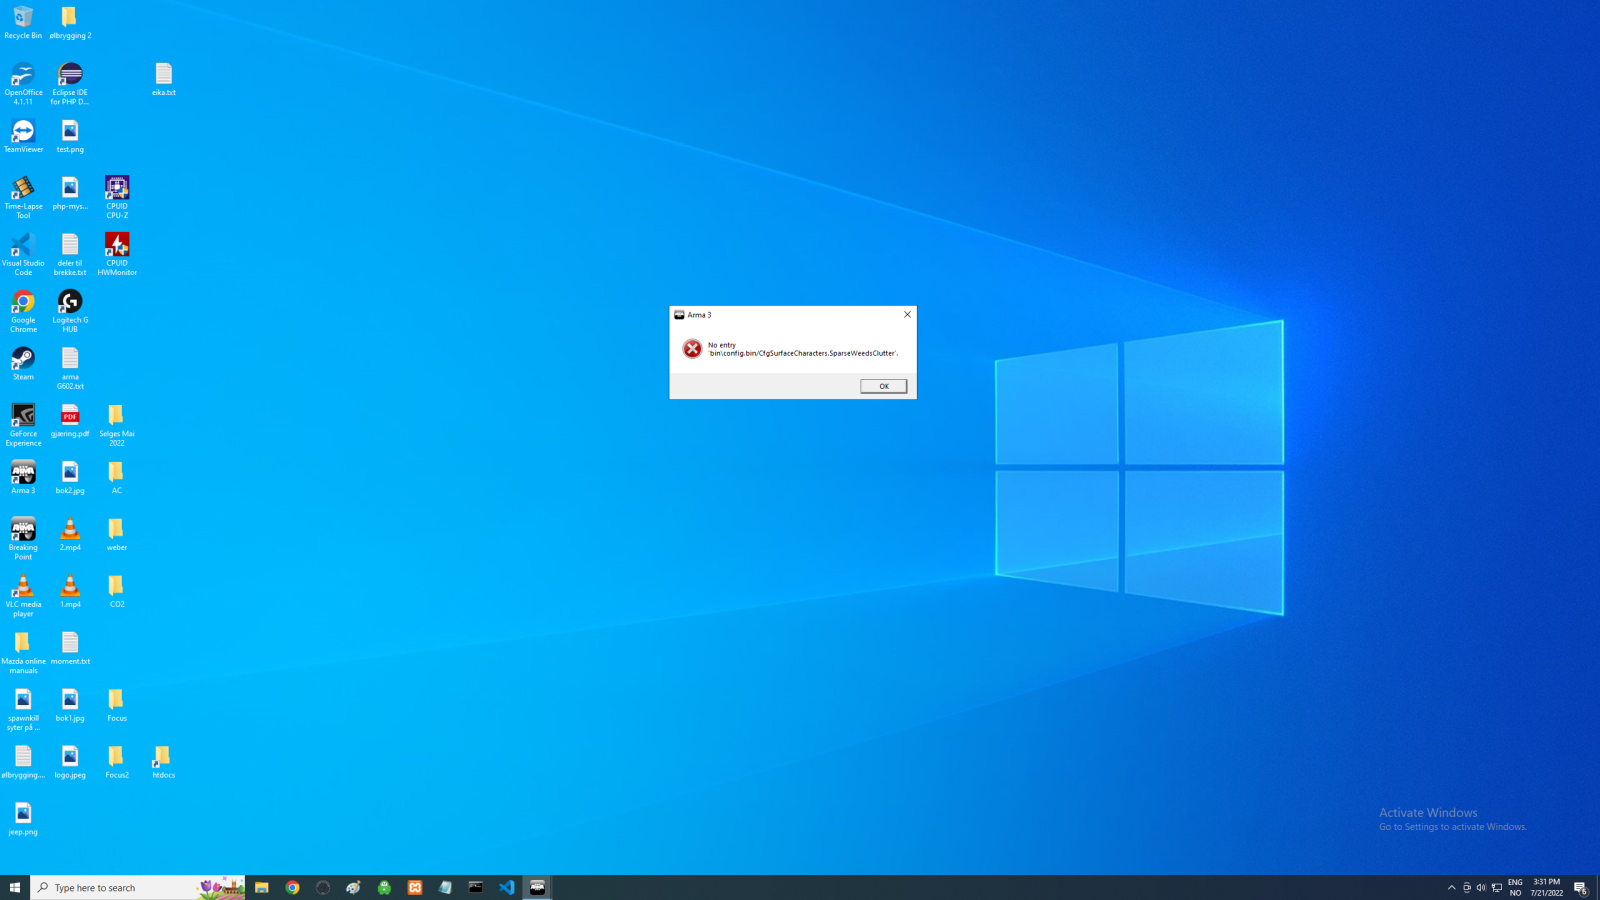 Recycle Bin
ølbrygging 2
OpenOffice
4.1.11
Eclipse IDE
for PHP D...
eika.txt
TeamViewer
test.png
Time-Lapse
Tool
php-mys...
CPUID
CPU-Z
Visual Studio
Code
deler til
brekke.txt
CPUID
HWMonitor
Google
Chrome
Logitech G
HUB
Steam
arma
G602.txt
GeForce
Experience
PDF
gjæring.pdf
Selges Mai
2022
Arma 3
bok2.jpg
AC
Breaking
Point
2.mp4
weber
VLC media
player
1.mp4
CO2
Mazda online
manuals
moment.txt
spawnkill
syter på ...
bok1.jpg
Focus
ølbrygging....
logo.jpeg
Focus2
htdocs
jeep.png
Arma 3
No entry
'bin\config.bin/CfgSurfaceCharacters.SparseWeedsClutter'.
OK
Activate Windows
Go to Settings to activate Windows.
Type here to search
ENG
NO
3:31 PM
7/21/2022